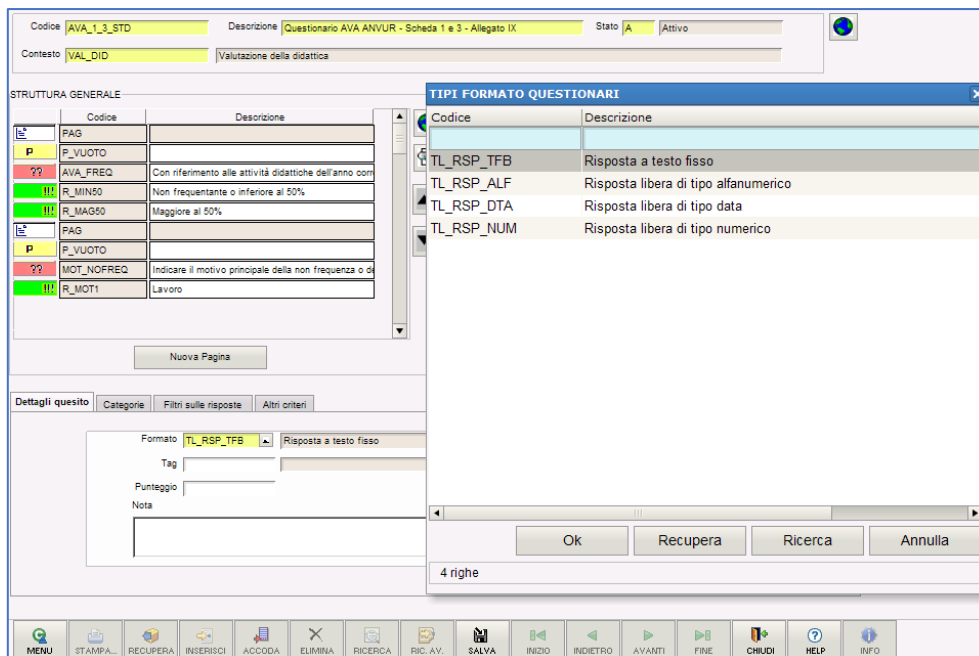 Codice AVA_1_3_STD Descrizione Questionario AVA ANVUR - Scheda 1 e 3 - Allegato IX Stato A Attivo
Contesto VAL_DID Valutazione della didattica
STRUTTURA GENERALE
Codice Descrizione
PAG
P P_VUOTO
?? AVA_FREQ Con riferimento alle attività didattiche dell'anno corr
!!! R_MIN50 Non frequentante o inferiore al 50%
!!! R_MAG50 Maggiore al 50%
PAG
P P_VUOTO
?? MOT_NOFREQ Indicare il motivo principale della non frequenza o de
!!! R_MOT1 Lavoro
Nuova Pagina
Dettagli quesito Categorie Filtri sulle risposte Altri criteri
Formato TL_RSP_TFB Risposta a testo fisso
Tag
Punteggio
Nota
TIPI FORMATO QUESTIONARI
Codice Descrizione
TL_RSP_TFB Risposta a testo fisso
TL_RSP_ALF Risposta libera di tipo alfanumerico
TL_RSP_DTA Risposta libera di tipo data
TL_RSP_NUM Risposta libera di tipo numerico
Ok Recupera Ricerca Annulla
4 righe
MENU STAMPA... RECUPERA INSERISCI ACCODA ELIMINA RICERCA RIC. AV. SALVA INIZIO INDIETRO AVANTI FINE CHIUDI HELP INFO